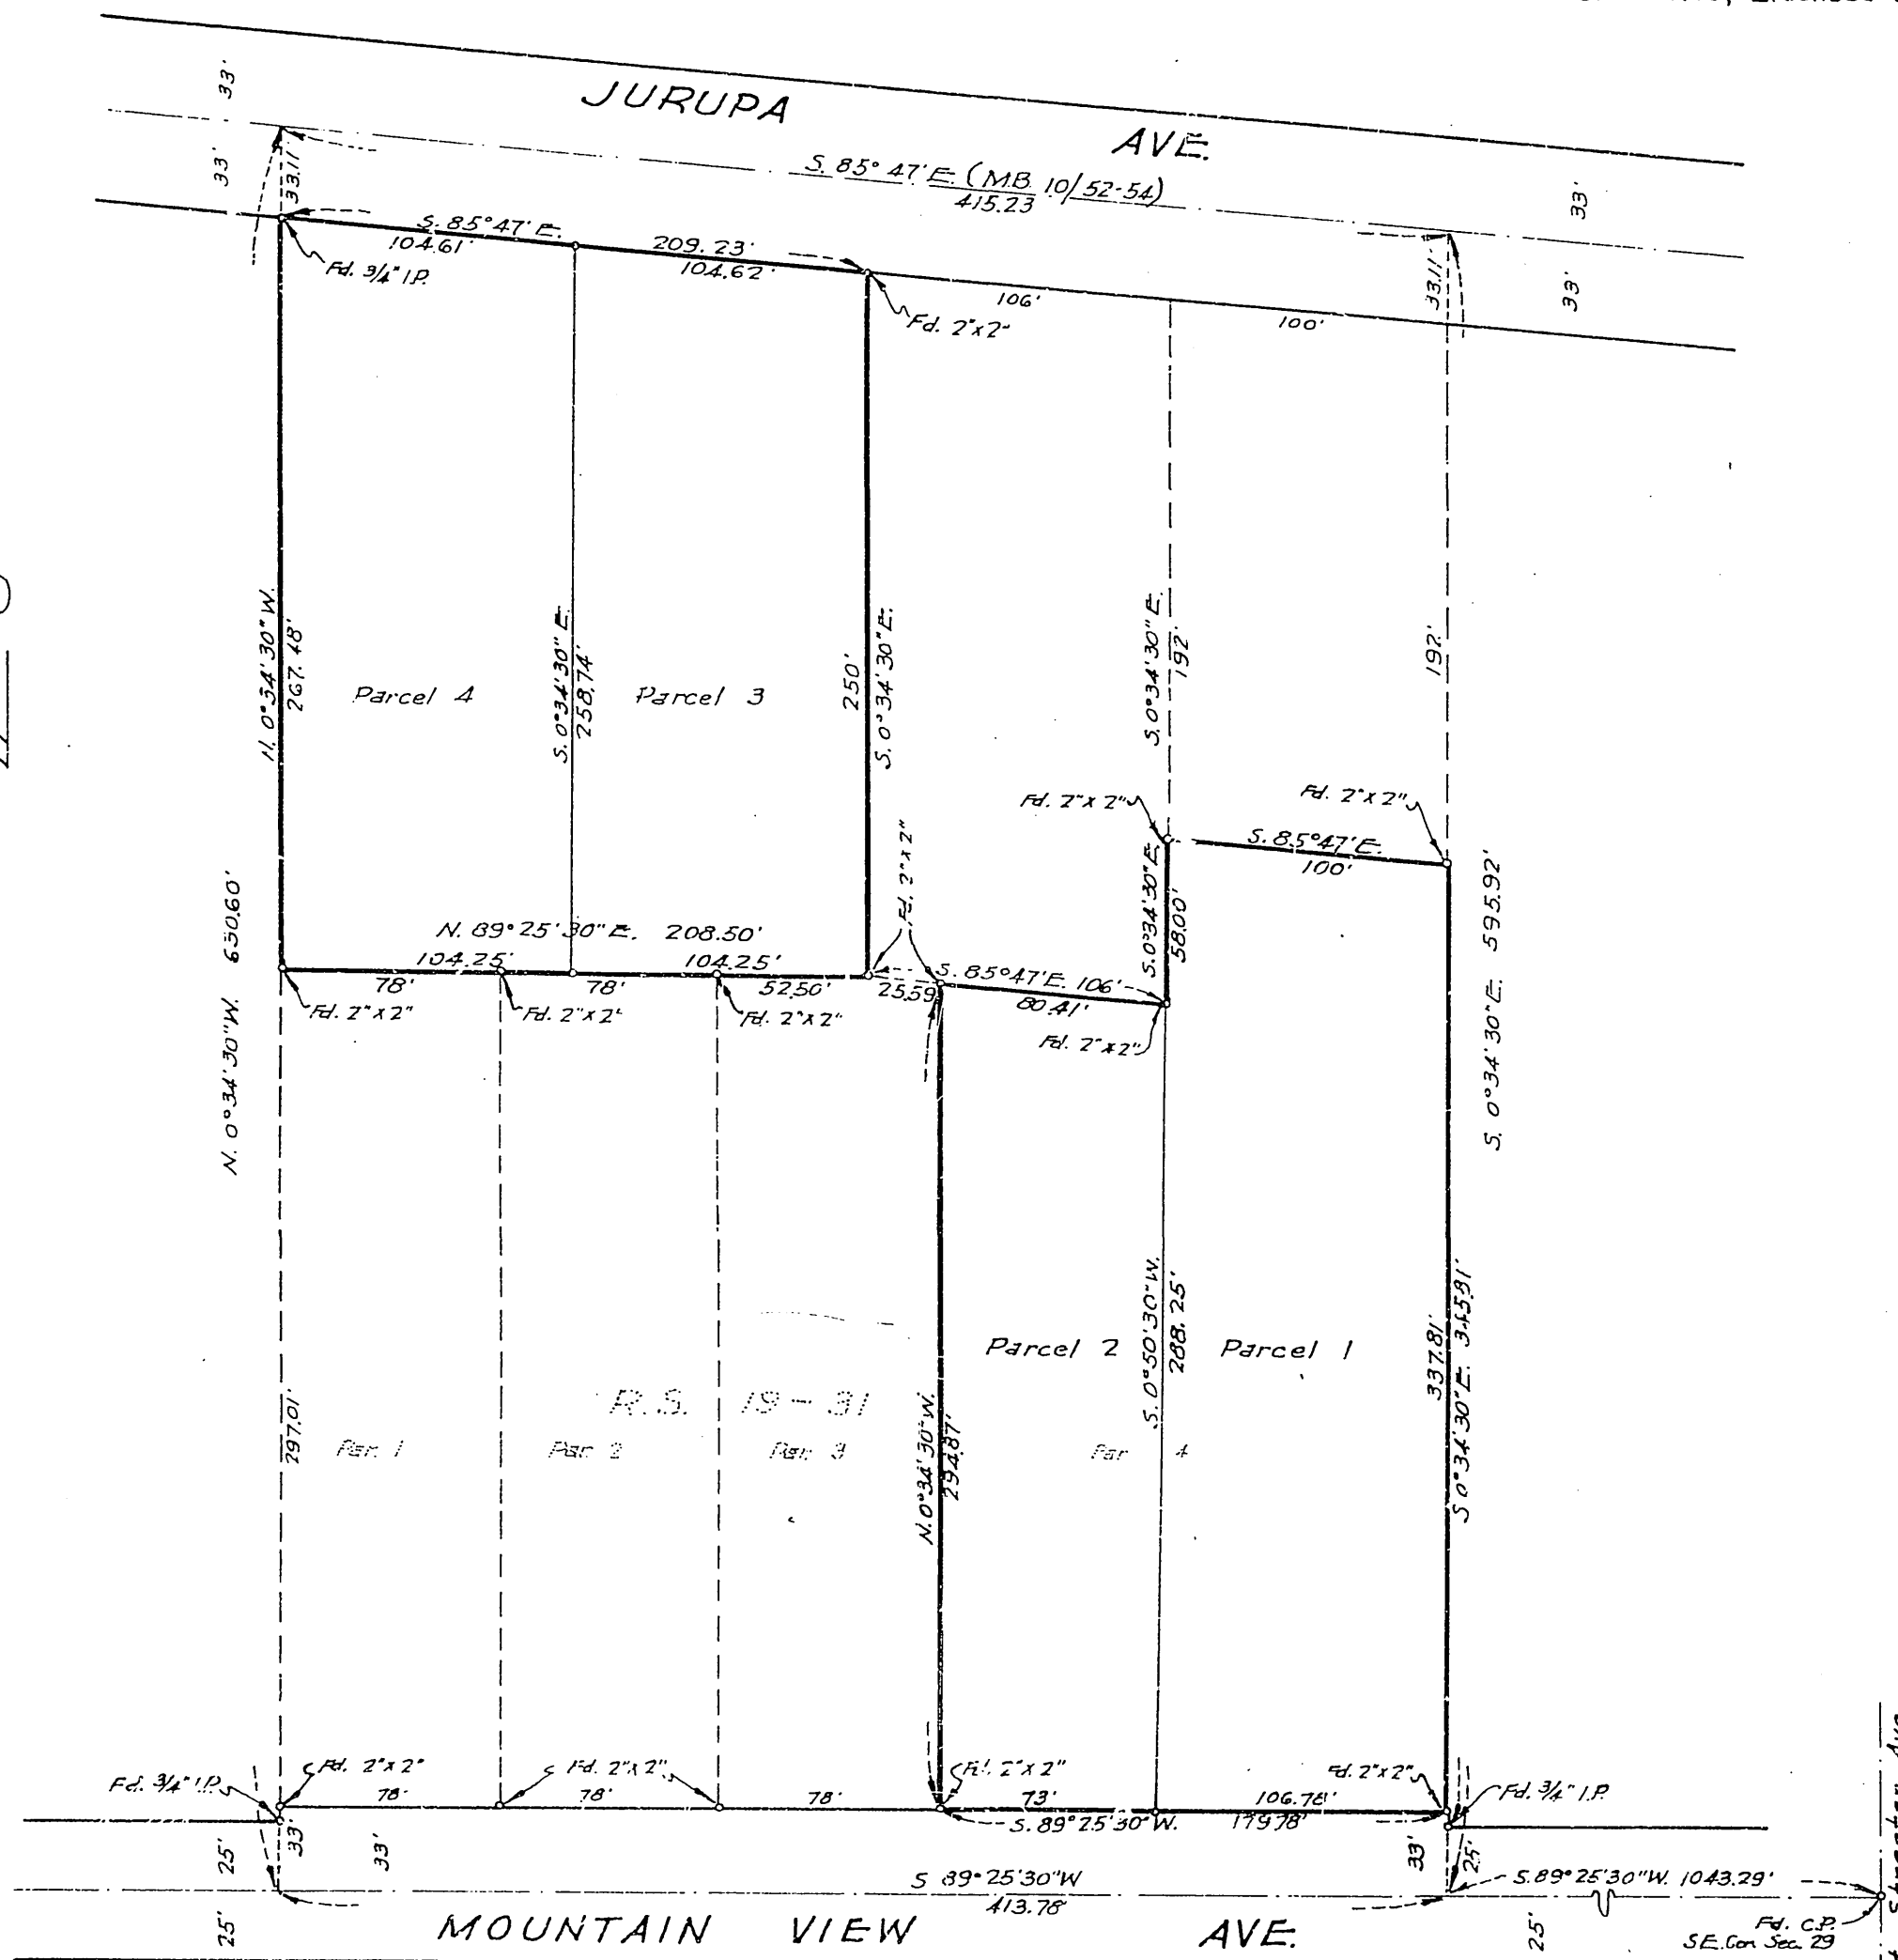 33'
JURUPA AVE.
33'
33.11'
S. 85° 47' E. (M.B. 10/52-54)
415.23
33'
33.11'
33'
S. 85°47' E.
104.61'
209.23'
104.62'
Fd. 3/4" I.P.
Fd. 2"x2"
106'
100'
N. 0°34'30" W.
267.48'
Parcel 4
S. 0°34'30" E.
258.74'
Parcel 3
250'
S. 0°34'30" E.
S. 0°34'30" E.
192'
192'
Fd. 2"x2"
Fd. 2"x2"
S. 85°47' E.
100'
S. 0°34'30" E.
58.00'
Fd. 2"x2"
N. 0°34'30" W. 630.60'
S. 0°34'30" E. 595.92'
N. 89°25'30" E. 208.50'
104.25'
104.25'
78'
78'
52.50'
25.59
S. 85°47' E. 106'
80.41'
Fd. 2"x2"
Fd. 2"x2"
Fd. 2"x2"
Fd. 2"x2"
297.01'
R.S. 19-31
Par. 1
Par. 2
Par. 3
Par 4
N. 0°34'30" W.
294.87'
Parcel 2
S. 0°50'30" W.
288.25'
Parcel 1
337.81'
S 0°34'30" E. 345.81'
Fd. 3/4" I.P.
Fd. 2"x2"
Fd. 2"x2"
Fd. 2"x2"
Fd. 2"x2"
Fd. 3/4" I.P.
78'
78'
78'
73'
106.78'
S. 89°25'30" W. 179.78'
25'
33'
33'
33'
25'
S 89°25'30" W
413.78'
S. 89°25'30" W. 1043.29'
25'
MOUNTAIN VIEW AVE.
25'
Fd. C.P.
S.E. Cor. Sec. 29